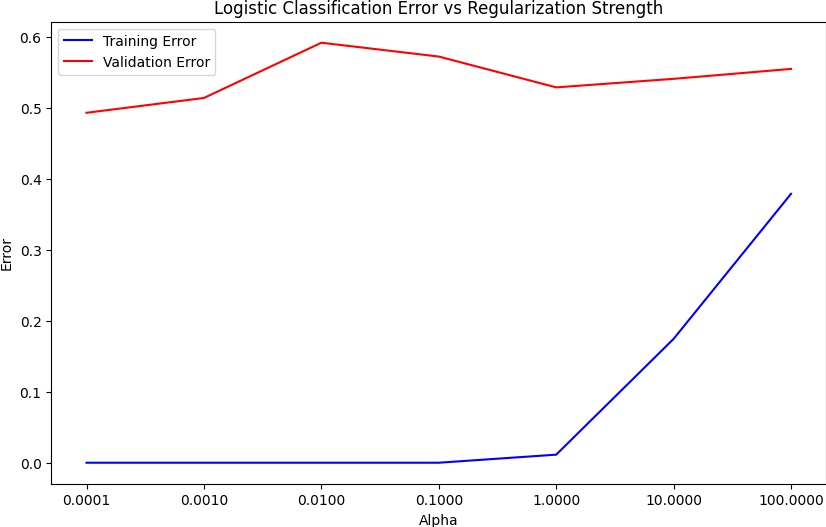 Logistic Classification Error vs Regularization Strength
Training Error
Validation Error
0.6
0.5
0.4
0.3
0.2
0.1
0.0
Error
0.0001 0.0010 0.0100 0.1000 1.0000 10.0000 100.0000
Alpha